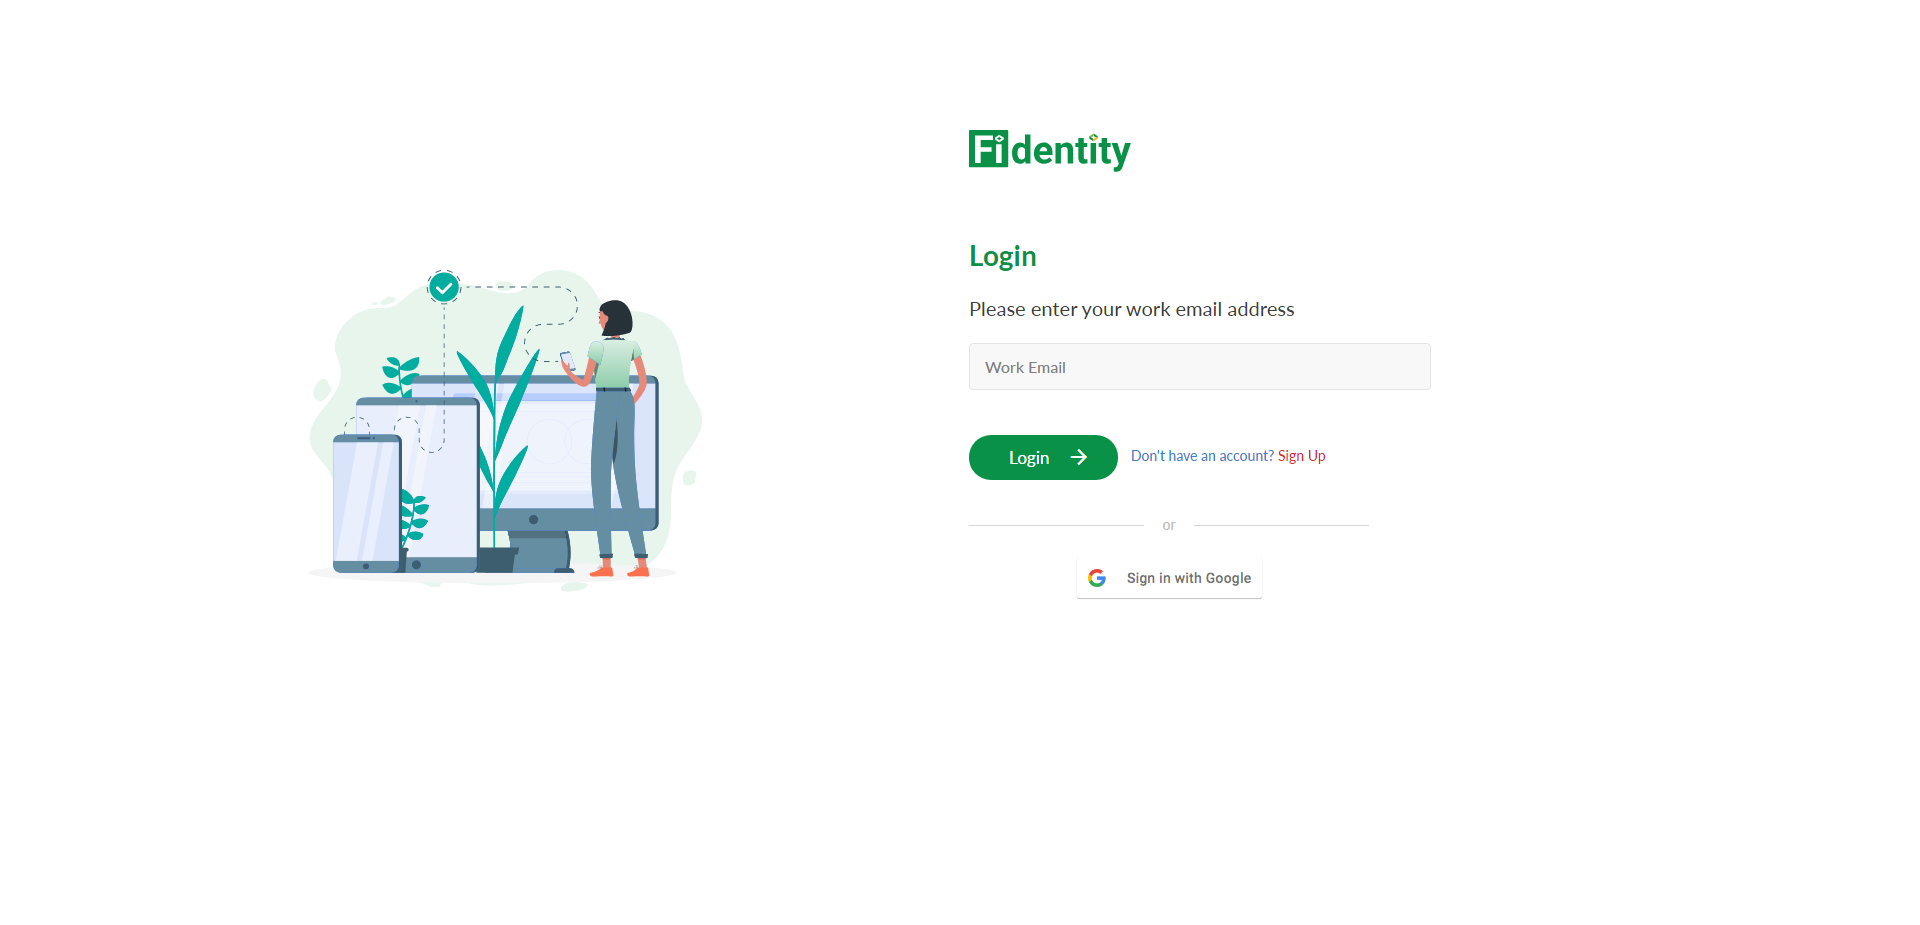 Fidentity
Login
Please enter your work email address
Work Email
Login
Don't have an account? Sign Up
or
Sign in with Google